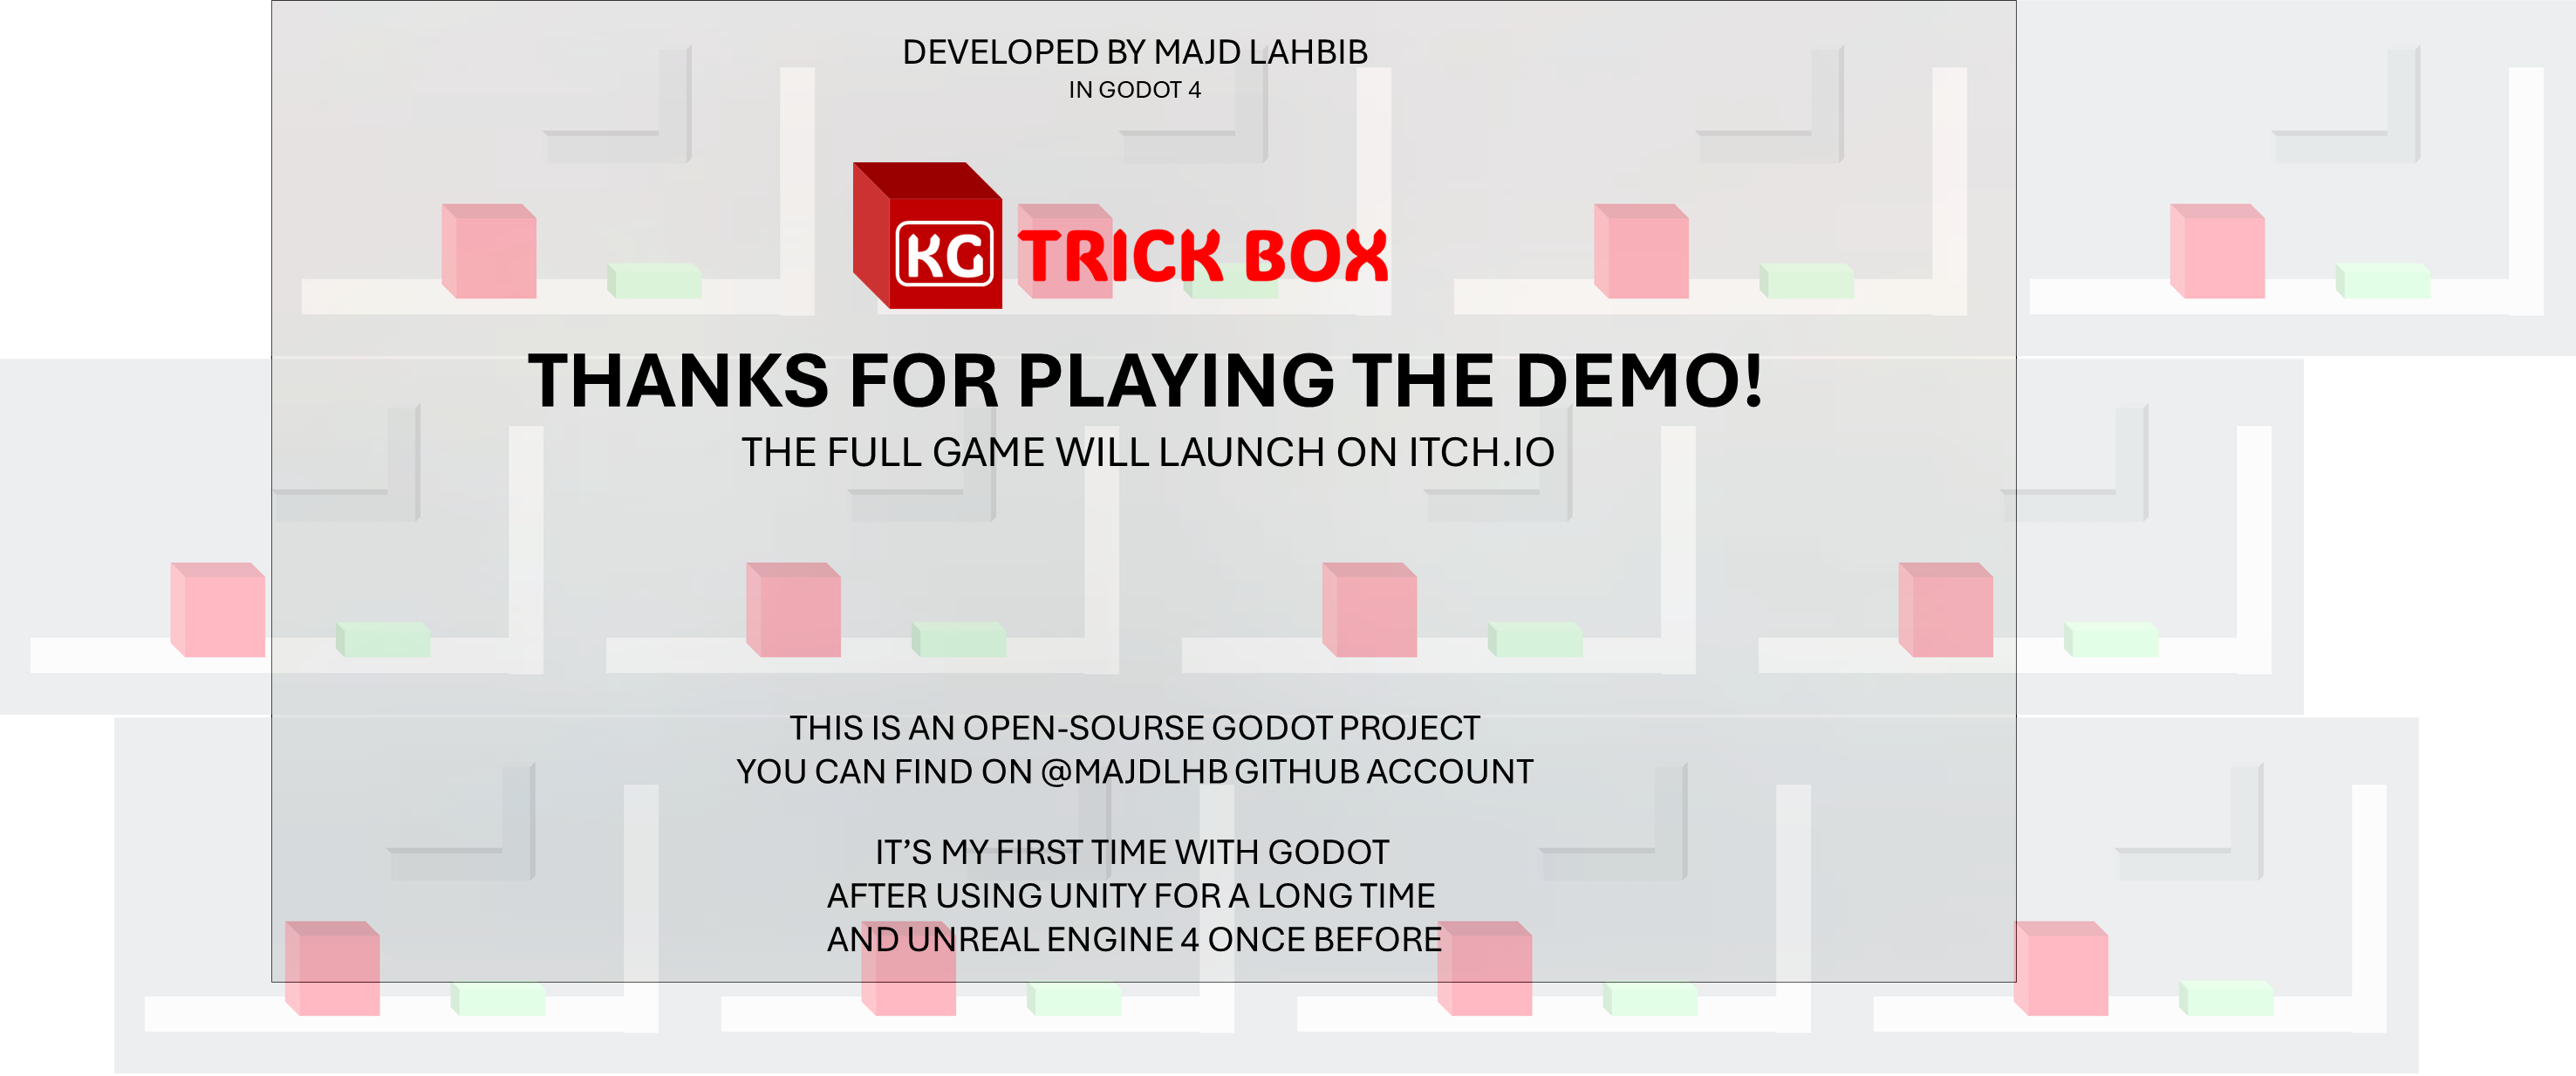 DEVELOPED BY MAJD LAHBIB
IN GODOT 4
KG TRICK BOX
THANKS FOR PLAYING THE DEMO!
THE FULL GAME WILL LAUNCH ON ITCH.IO
THIS IS AN OPEN-SOURSE GODOT PROJECT
YOU CAN FIND ON @MAJDLHB GITHUB ACCOUNT
IT’S MY FIRST TIME WITH GODOT
AFTER USING UNITY FOR A LONG TIME
AND UNREAL ENGINE 4 ONCE BEFORE